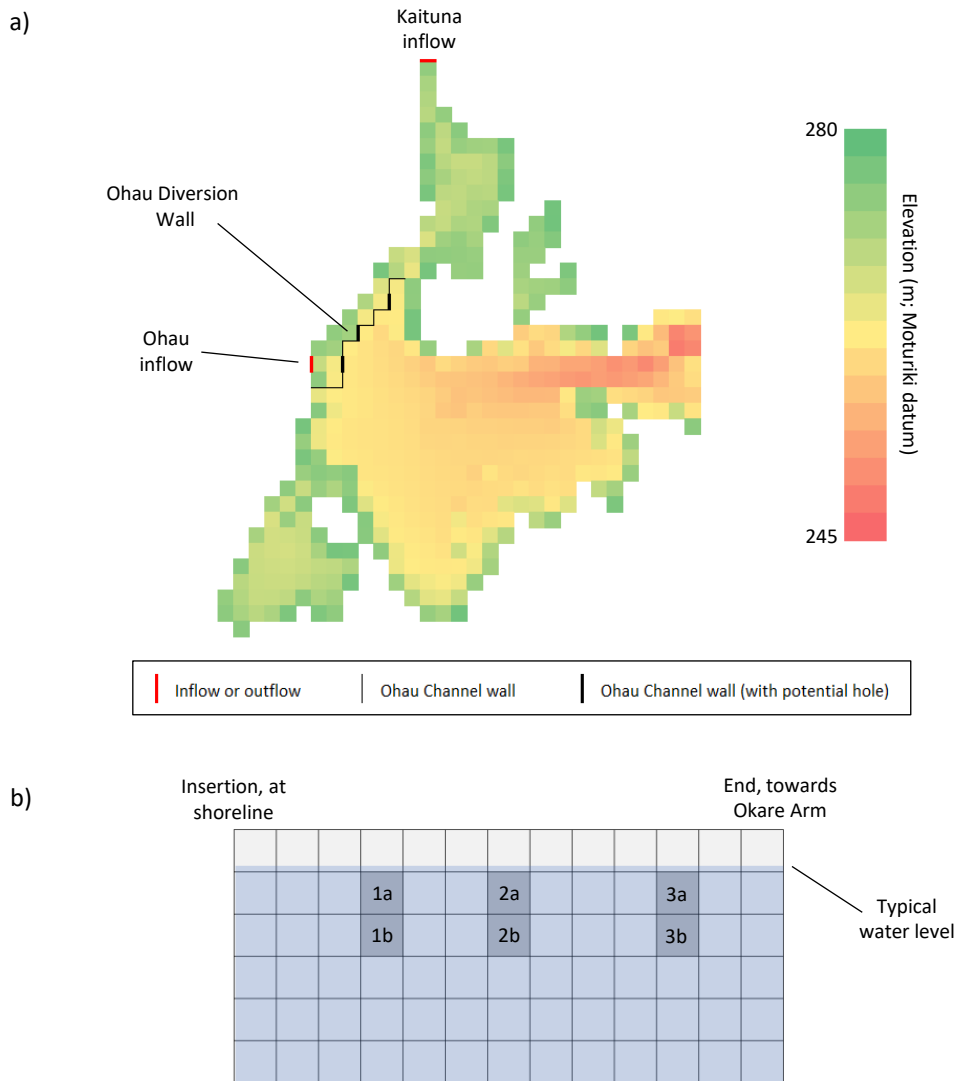 a)
Kaituna
inflow
280
Ohau Diversion
Wall
Elevation (m; Moturiki datum)
Ohau
inflow
245
Inflow or outflow
Ohau Channel wall
Ohau Channel wall (with potential hole)
b)
Insertion, at
shoreline
End, towards
Okare Arm
1a
2a
3a
1b
2b
3b
Typical
water level